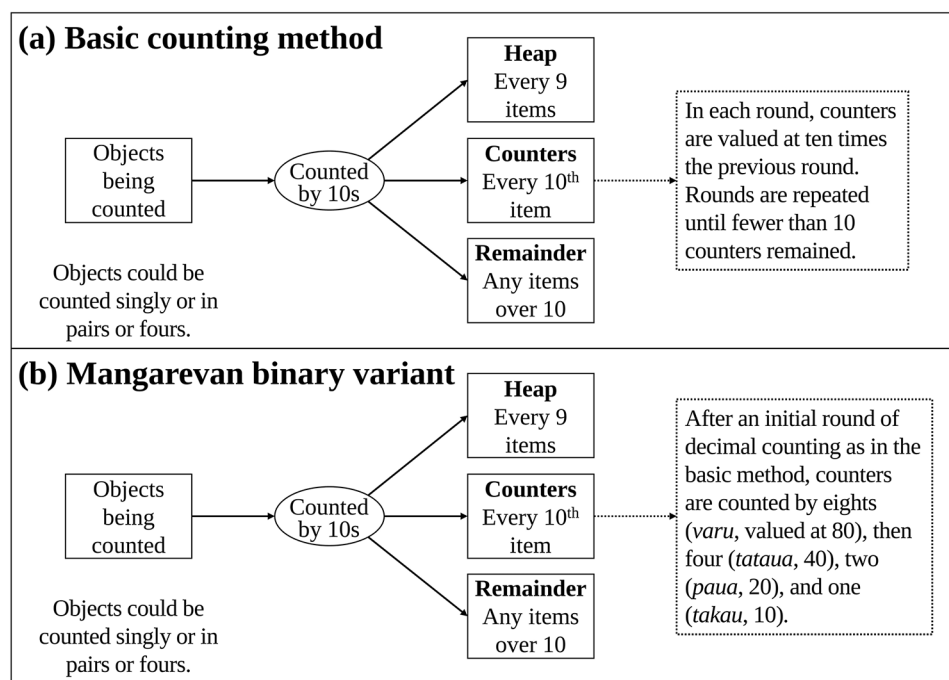 (a) Basic counting method
Objects
being
counted
Objects could be
counted singly or in
pairs or fours.
Counted
by 10s
Heap
Every 9
items
Counters
Every 10th
item
Remainder
Any items
over 10
In each round, counters
are valued at ten times
the previous round.
Rounds are repeated
until fewer than 10
counters remained.
(b) Mangarevan binary variant
Objects
being
counted
Objects could be
counted singly or in
pairs or fours.
Counted
by 10s
Heap
Every 9
items
Counters
Every 10th
item
Remainder
Any items
over 10
After an initial round of
decimal counting as in the
basic method, counters
are counted by eights
(varu, valued at 80), then
four (tataua, 40), two
(paua, 20), and one
(takau, 10).